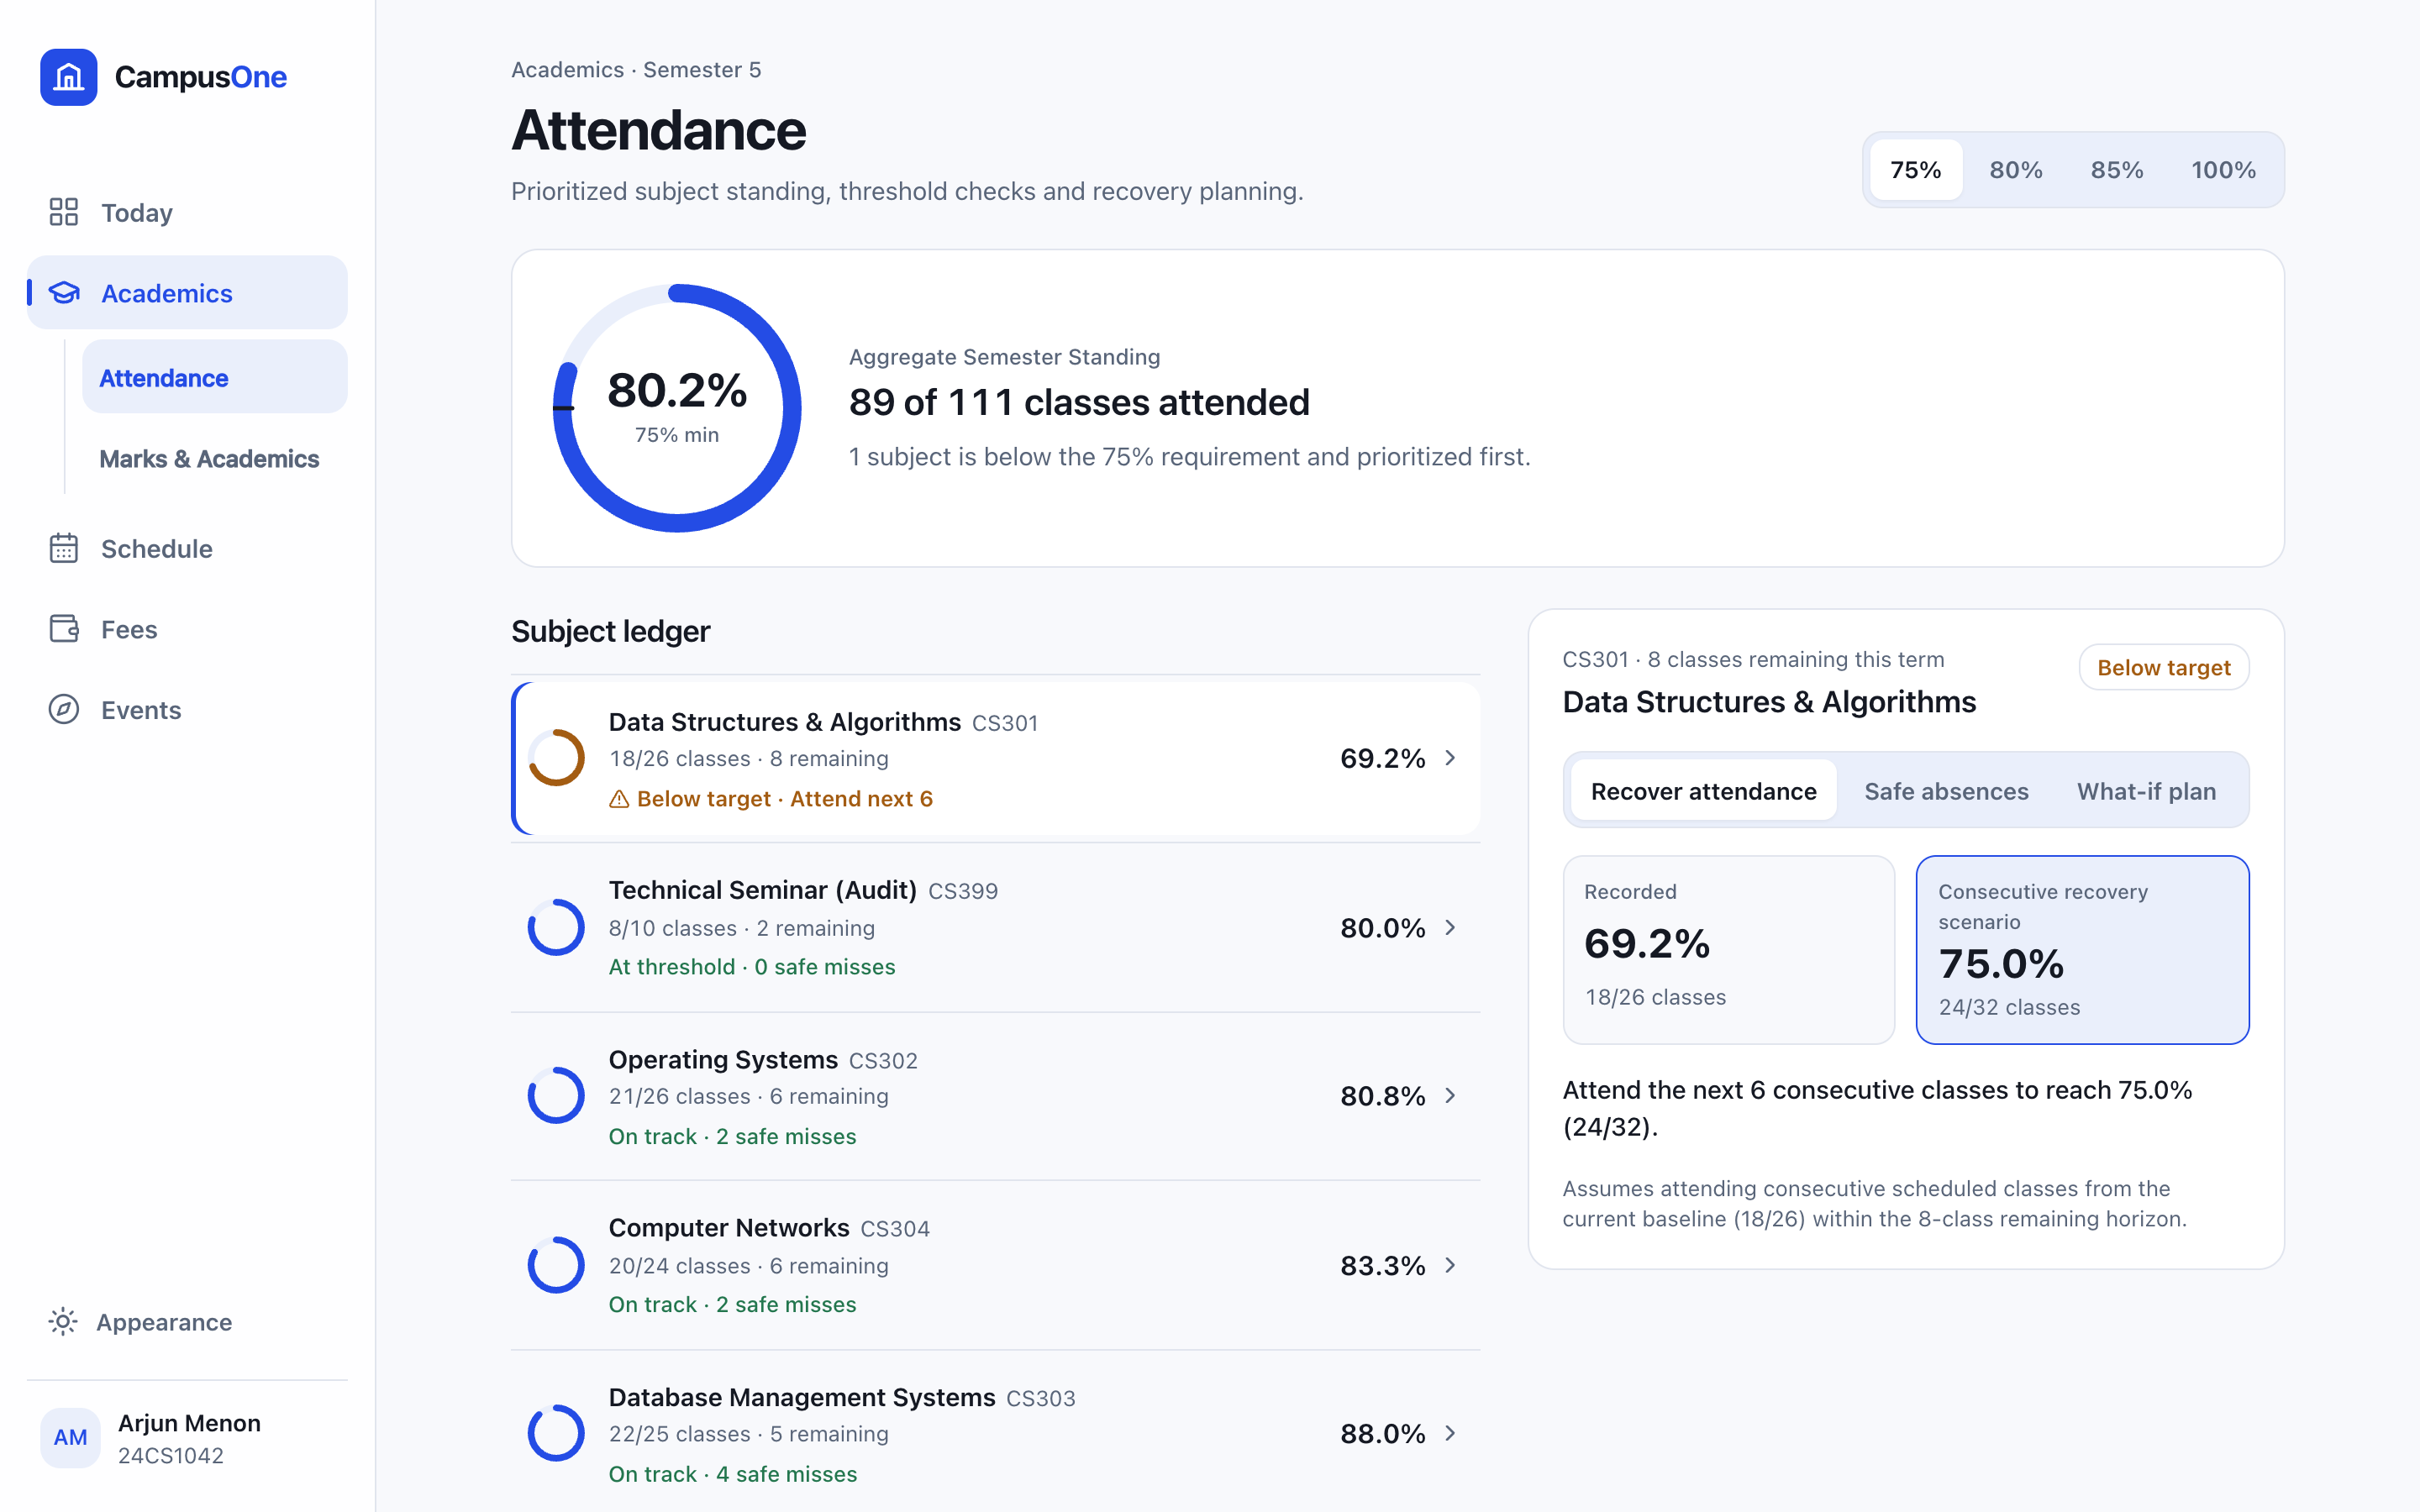 CampusOne
Today
Academics
Attendance
Marks & Academics
Schedule
Fees
Events
Appearance
AM
Arjun Menon
24CS1042
Academics · Semester 5
Attendance
Prioritized subject standing, threshold checks and recovery planning.
75% 80% 85% 100%
80.2%
75% min
Aggregate Semester Standing
89 of 111 classes attended
1 subject is below the 75% requirement and prioritized first.
Subject ledger
Data Structures & Algorithms CS301
18/26 classes · 8 remaining
Below target · Attend next 6
69.2%
Technical Seminar (Audit) CS399
8/10 classes · 2 remaining
At threshold · 0 safe misses
80.0%
Operating Systems CS302
21/26 classes · 6 remaining
On track · 2 safe misses
80.8%
Computer Networks CS304
20/24 classes · 6 remaining
On track · 2 safe misses
83.3%
Database Management Systems CS303
22/25 classes · 5 remaining
On track · 4 safe misses
88.0%
CS301 · 8 classes remaining this term
Data Structures & Algorithms
Below target
Recover attendance Safe absences What-if plan
Recorded
69.2%
18/26 classes
Consecutive recovery
scenario
75.0%
24/32 classes
Attend the next 6 consecutive classes to reach 75.0%
(24/32).
Assumes attending consecutive scheduled classes from the
current baseline (18/26) within the 8-class remaining horizon.